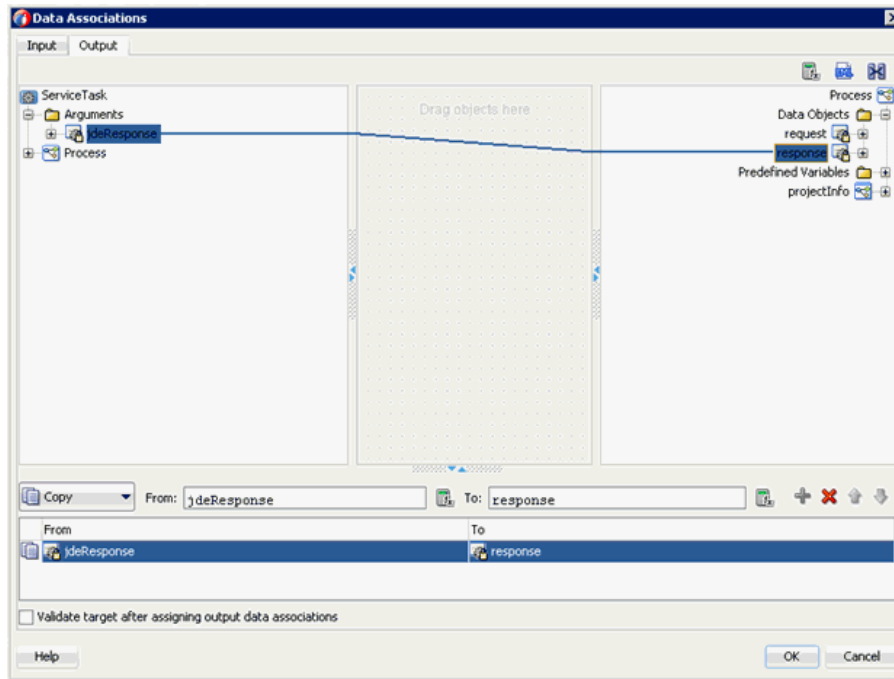 Data Associations
Input Output
ServiceTask
Arguments
jdeResponse
Process
Drag objects here
Process
Data Objects
request
response
Predefined Variables
projectInfo
Copy From: jdeResponse To: response
From To
jdeResponse response
Validate target after assigning output data associations
Help OK Cancel